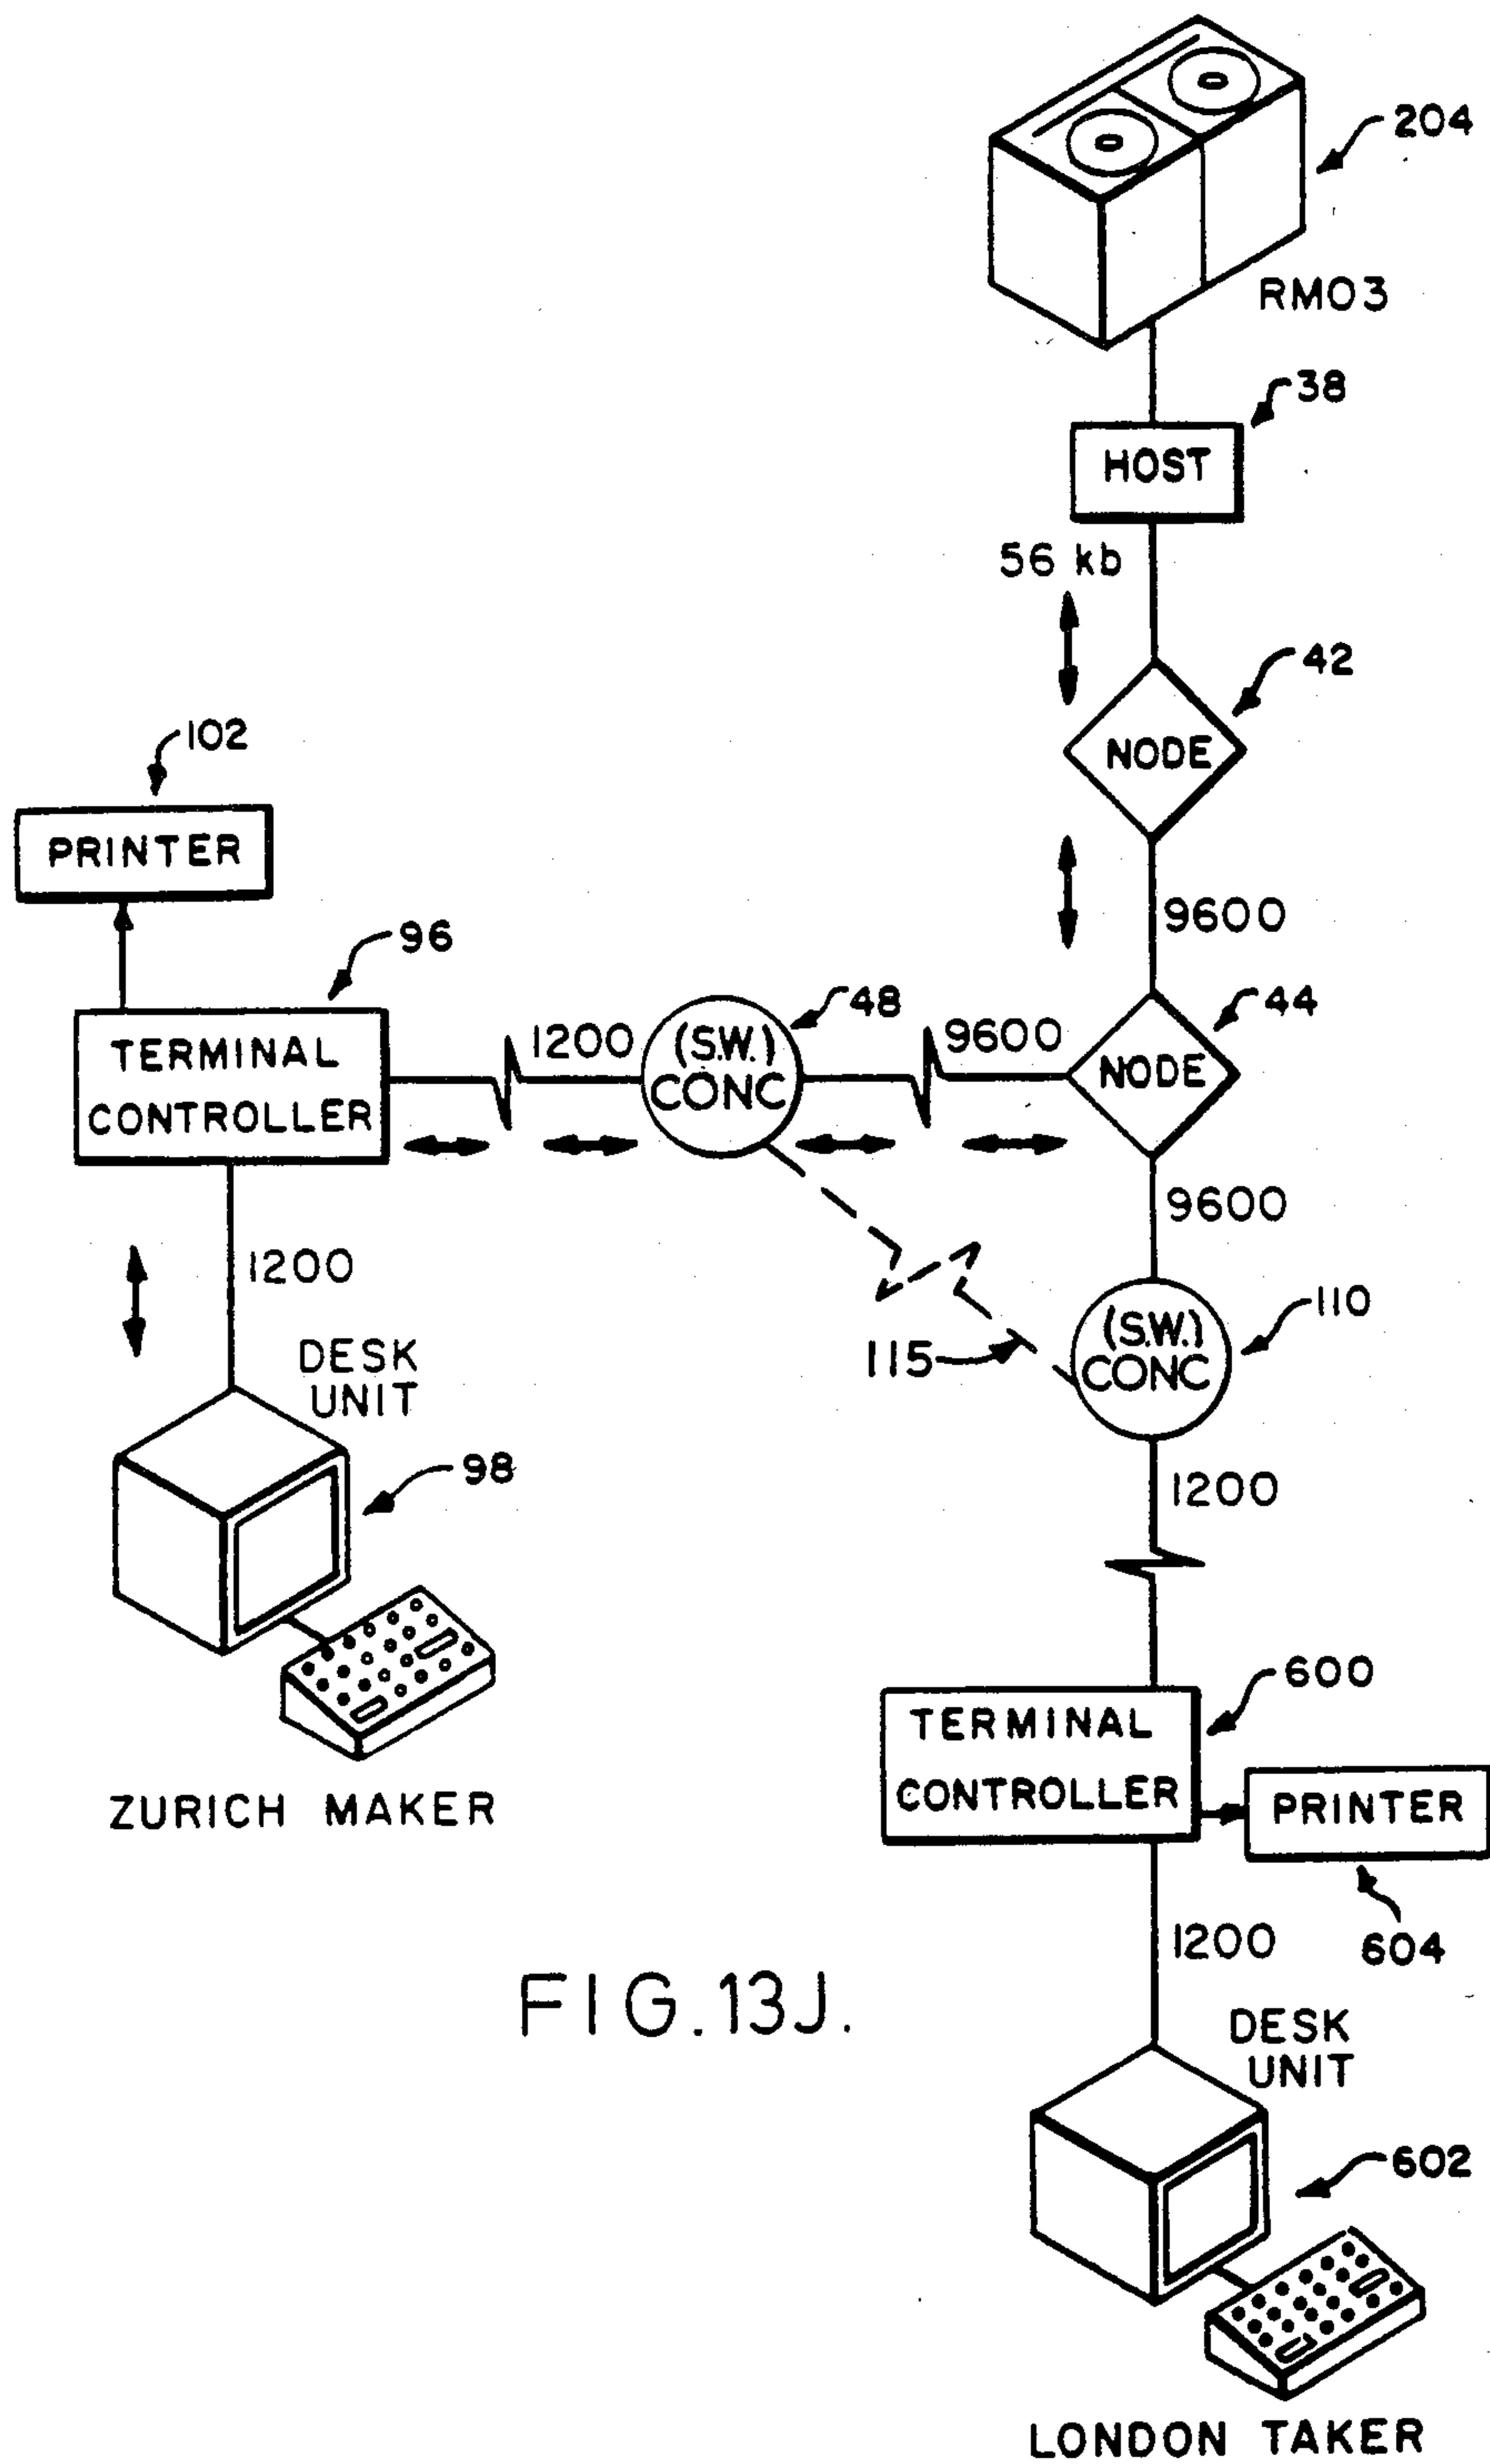 204
RM03
38
HOST
56 kb
42
NODE
102
PRINTER
9600
96
48
44
TERMINAL
CONTROLLER
1200
(S.W.)
CONC
9600
NODE
9600
1200
110
(S.W.)
CONC
115
DESK
UNIT
98
1200
ZURICH MAKER
600
TERMINAL
CONTROLLER
PRINTER
604
1200
FIG.13J.
DESK
UNIT
602
LONDON TAKER